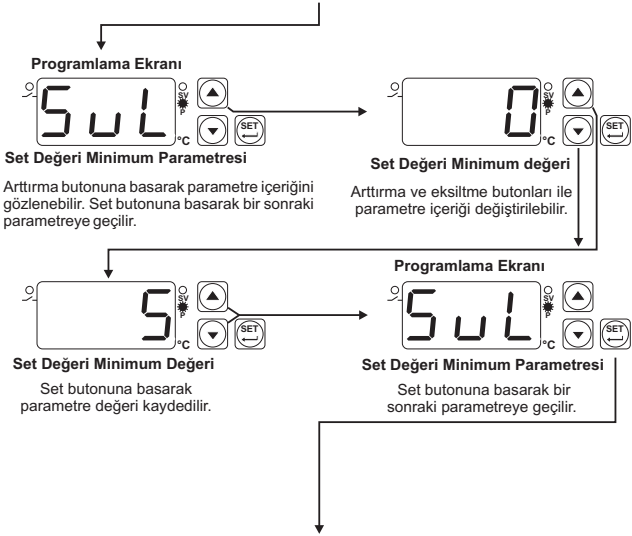 Programlama Ekranı
SuL
SV
P
°C
SET
Set Değeri Minimum Parametresi
Arttırma butonuna basarak parametre içeriğini
gözlenebilir. Set butonuna basarak bir sonraki
parametreye geçilir.
0
SV
P
°C
SET
Set Değeri Minimum değeri
Arttırma ve eksiltme butonları ile
parametre içeriği değiştirilebilir.
5
SV
P
°C
SET
Set Değeri Minimum Değeri
Set butonuna basarak
parametre değeri kaydedilir.
Programlama Ekranı
SuL
SV
P
°C
SET
Set Değeri Minimum Parametresi
Set butonuna basarak bir
sonraki parametreye geçilir.